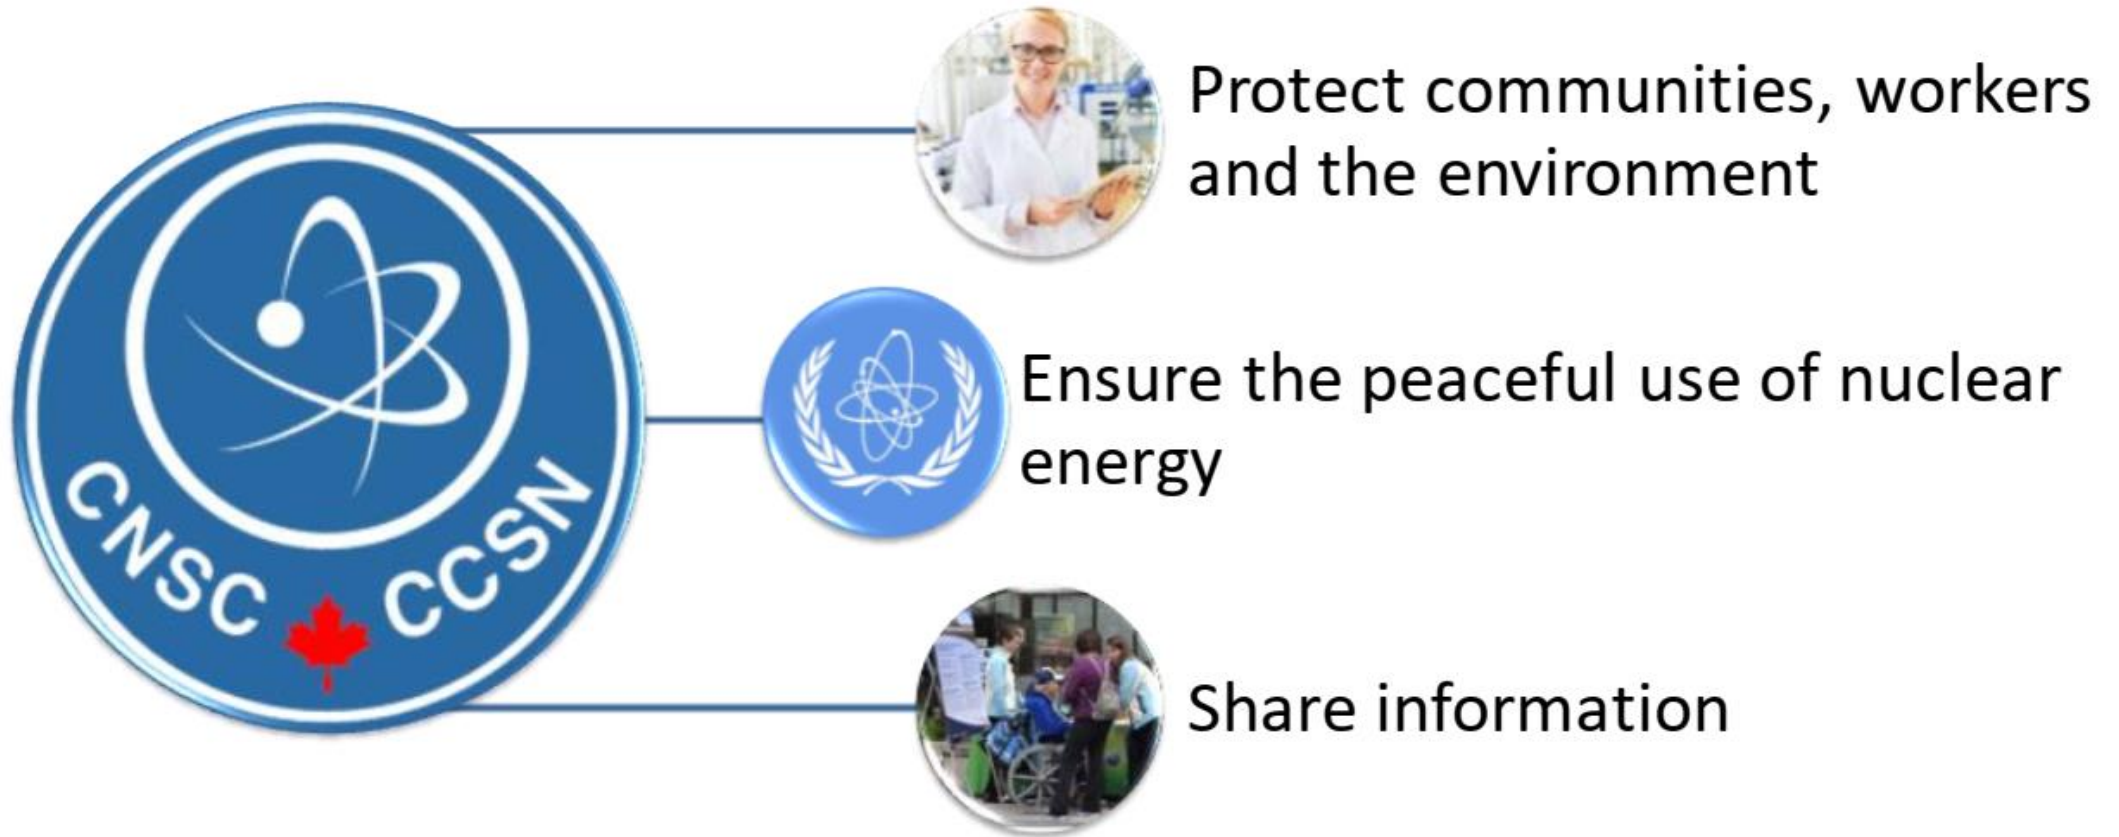 CNSC CCSN
Protect communities, workers
and the environment
Ensure the peaceful use of nuclear
energy
Share information